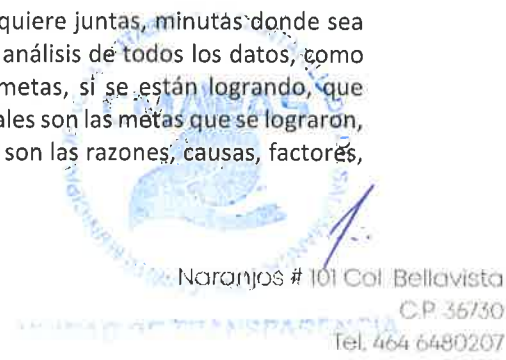 quiere juntas, minutas donde sea
análisis de todos los datos, como
metas, si se están logrando, que
ales son las metas que se lograron,
son las razones, causas, factores,
CMAPAS
Naranjos # 101 Col. Bellavista
C.P. 36730
Tel. 464 6480207